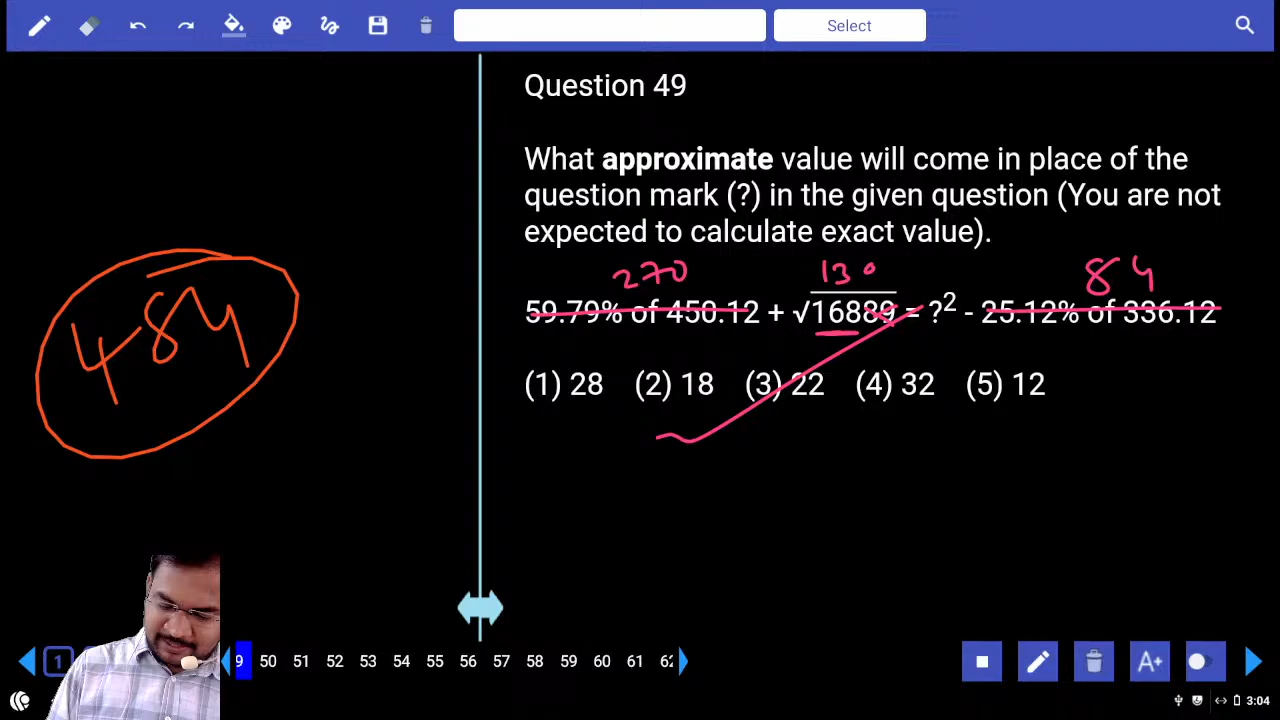 Select
Question 49
What approximate value will come in place of the
question mark (?) in the given question (You are not
expected to calculate exact value).
270 130 84
59.79% of 450.12 + √16889 = ?² - 25.12% of 336.12
(1) 28 (2) 18 (3) 22 (4) 32 (5) 12
484
1 9 50 51 52 53 54 55 56 57 58 59 60 61 62
A+
3:04